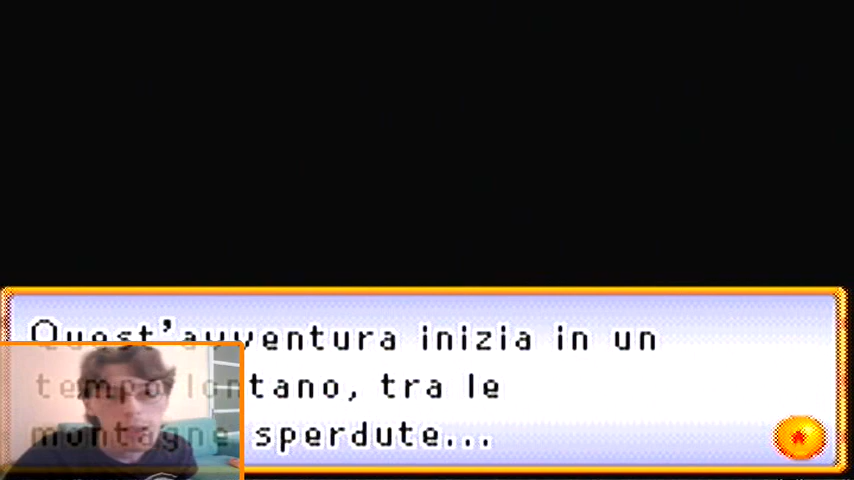 Quest'avventura inizia in un
tempo lontano, tra le
montagne sperdute...